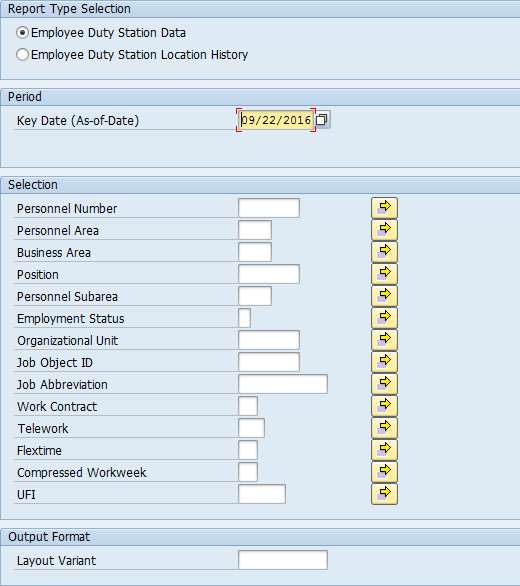 Report Type Selection
Employee Duty Station Data
Employee Duty Station Location History
Period
Key Date (As-of-Date) 09/22/2016
Selection
Personnel Number
Personnel Area
Business Area
Position
Personnel Subarea
Employment Status
Organizational Unit
Job Object ID
Job Abbreviation
Work Contract
Telework
Flextime
Compressed Workweek
UFI
Output Format
Layout Variant